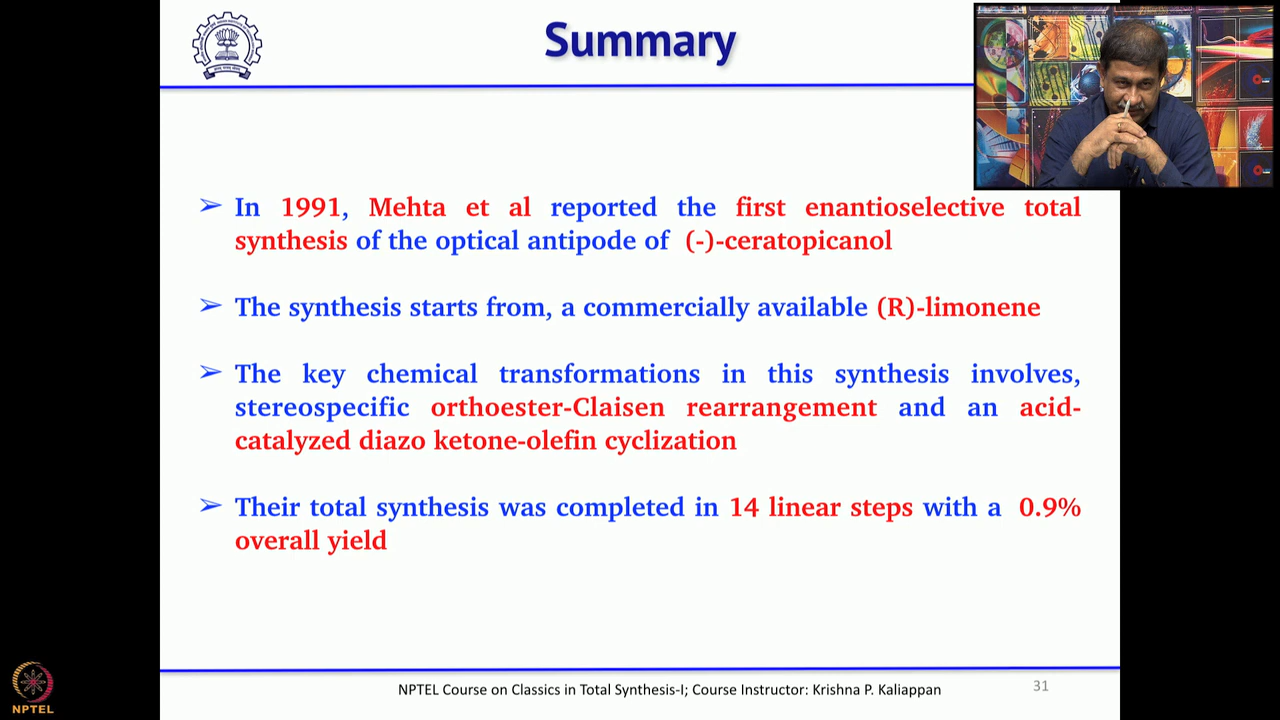 Summary
➢ In 1991, Mehta et al reported the first enantioselective total
synthesis of the optical antipode of (-)-ceratopicanol
➢ The synthesis starts from, a commercially available (R)-limonene
➢ The key chemical transformations in this synthesis involves,
stereospecific orthoester-Claisen rearrangement and an acid-
catalyzed diazo ketone-olefin cyclization
➢ Their total synthesis was completed in 14 linear steps with a 0.9%
overall yield
NPTEL Course on Classics in Total Synthesis-I; Course Instructor: Krishna P. Kaliappan
31
NPTEL